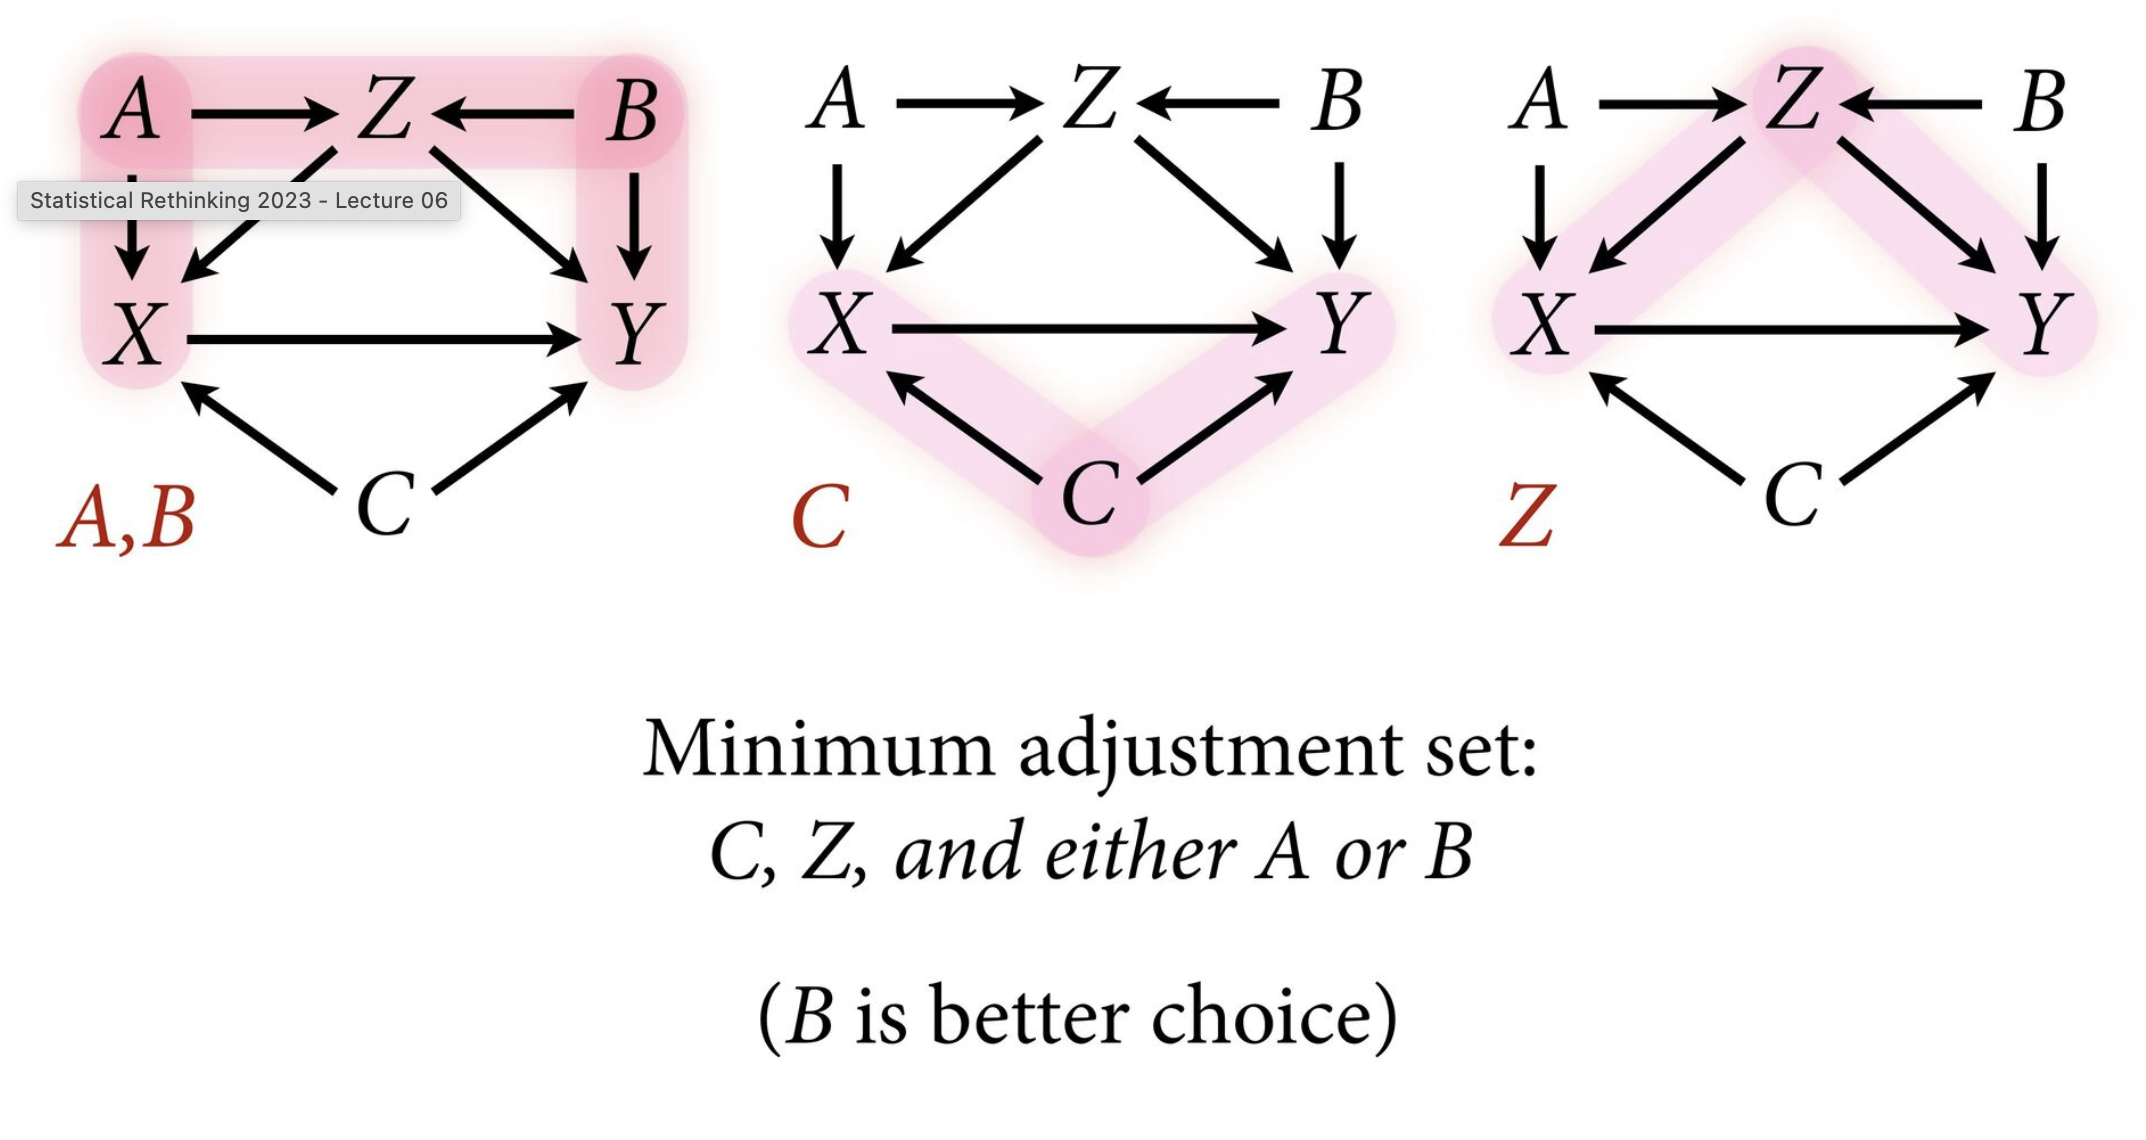 A Z B
A Z B
A Z B
Statistical Rethinking 2023 - Lecture 06
X Y
X Y
X Y
C
C
C
A,B
C
Z
Minimum adjustment set:
C, Z, and either A or B
(B is better choice)